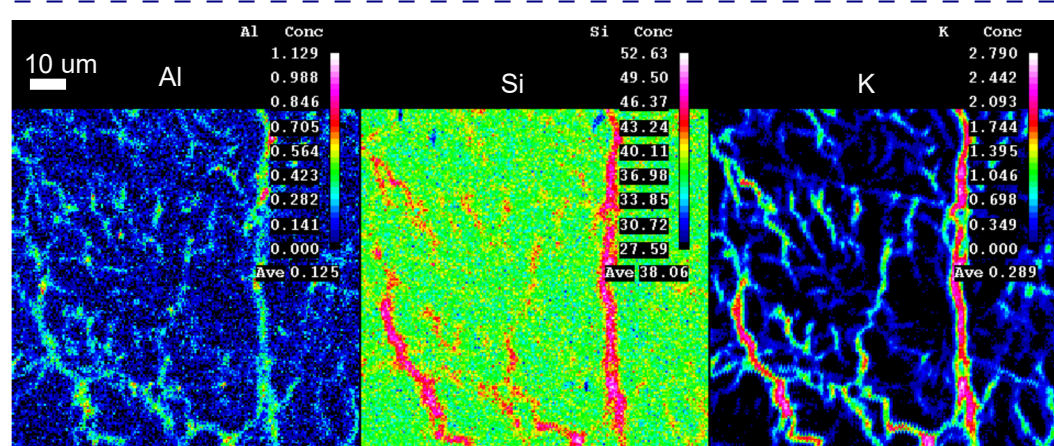 10 um
Al
Al Conc
1.129
0.988
0.846
0.705
0.564
0.423
0.282
0.141
0.000
Ave 0.125
Si
Si Conc
52.63
49.50
46.37
43.24
40.11
36.98
33.85
30.72
27.59
Ave 38.06
K
K Conc
2.790
2.442
2.093
1.744
1.395
1.046
0.698
0.349
0.000
Ave 0.289